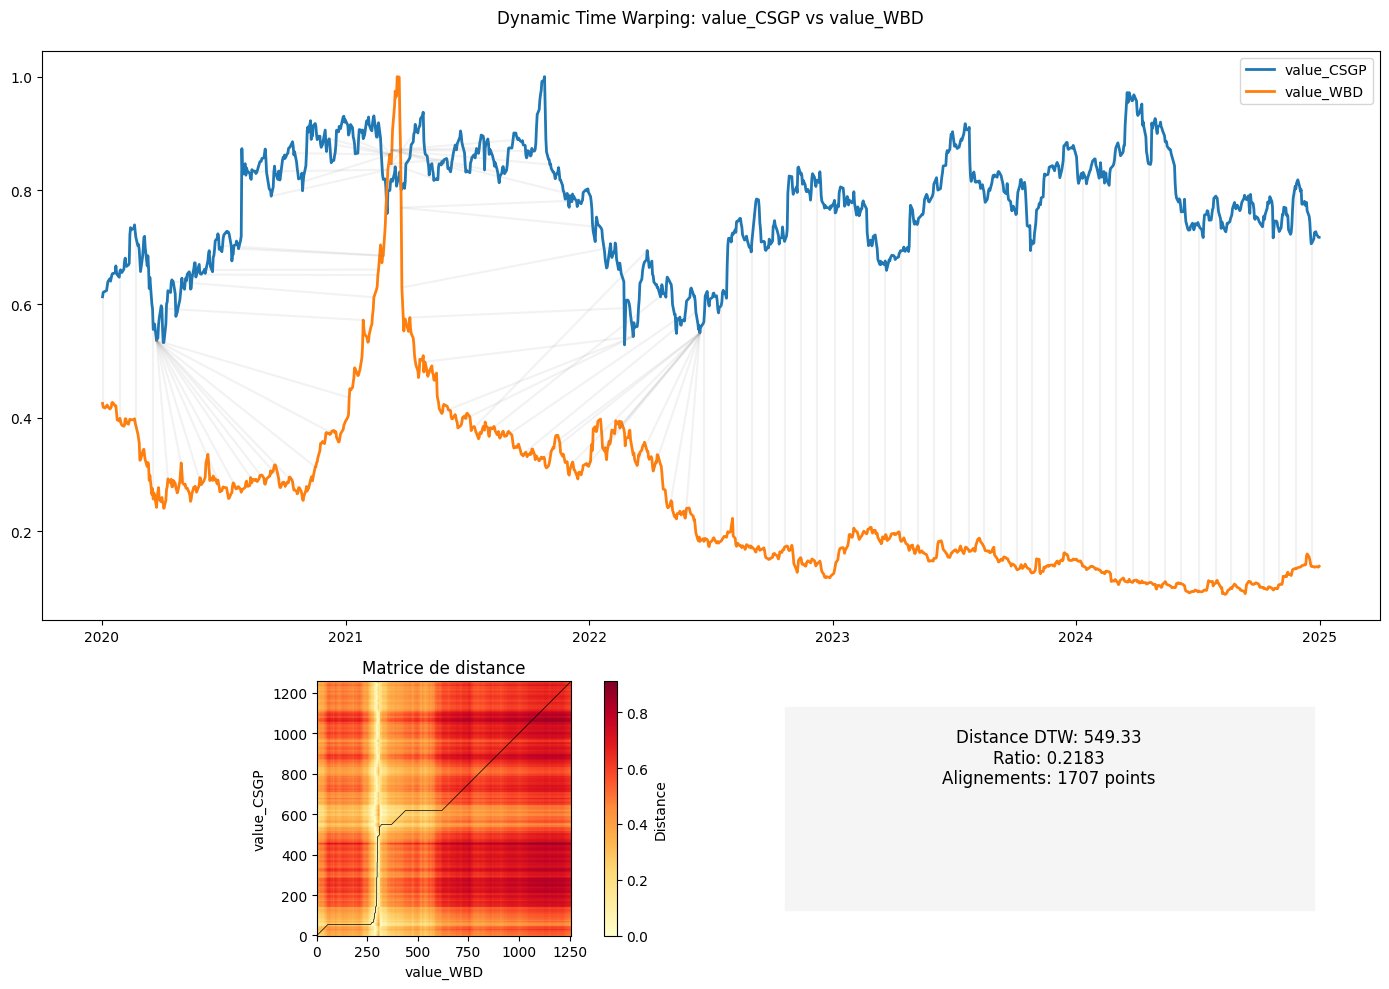 Dynamic Time Warping: value_CSGP vs value_WBD
value_CSGP
value_WBD
1.0
0.8
0.6
0.4
0.2
2020 2021 2022 2023 2024 2025
Matrice de distance
1200
1000
800
600
400
200
0
value_CSGP
0 250 500 750 1000 1250
value_WBD
0.8
0.6
0.4
0.2
0.0
Distance
Distance DTW: 549.33
Ratio: 0.2183
Alignements: 1707 points